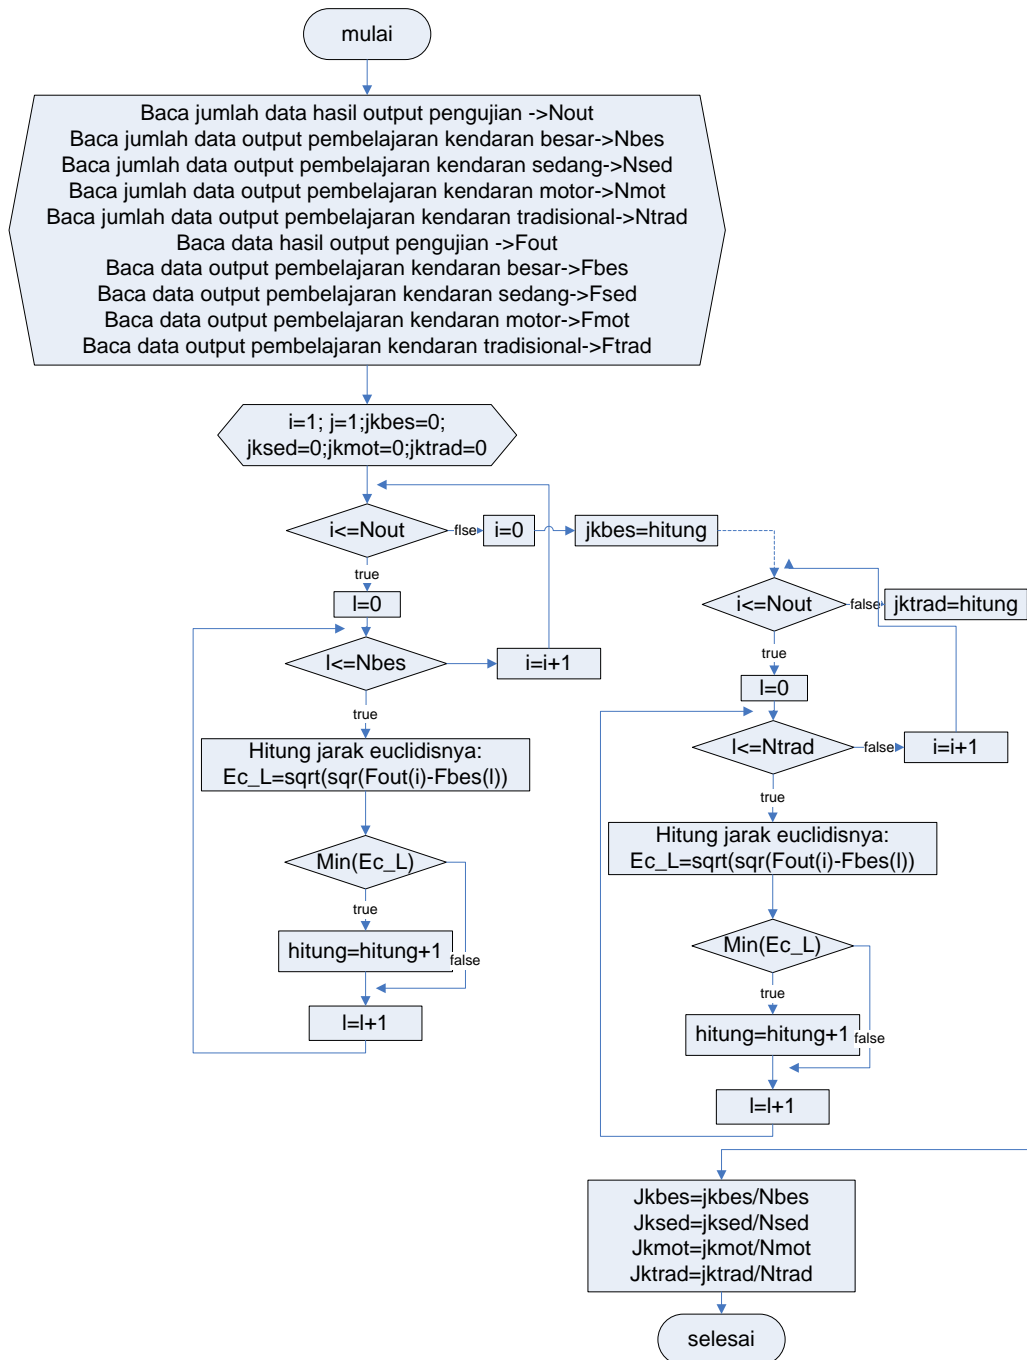 mulai
Baca jumlah data hasil output pengujian ->Nout
Baca jumlah data output pembelajaran kendaran besar->Nbes
Baca jumlah data output pembelajaran kendaran sedang->Nsed
Baca jumlah data output pembelajaran kendaran motor->Nmot
Baca jumlah data output pembelajaran kendaran tradisional->Ntrad
Baca data hasil output pengujian ->Fout
Baca data output pembelajaran kendaran besar->Fbes
Baca data output pembelajaran kendaran sedang->Fsed
Baca data output pembelajaran kendaran motor->Fmot
Baca data output pembelajaran kendaran tradisional->Ftrad
i=1; j=1;jkbes=0;
jksed=0;jkmot=0;jktrad=0
i<=Nout
flse
i=0
jkbes=hitung
true
l=0
l<=Nbes
i=i+1
true
Hitung jarak euclidisnya:
Ec_L=sqrt(sqr(Fout(i)-Fbes(l))
Min(Ec_L)
true
hitung=hitung+1
false
l=l+1
i<=Nout
false
jktrad=hitung
true
l=0
l<=Ntrad
false
i=i+1
true
Hitung jarak euclidisnya:
Ec_L=sqrt(sqr(Fout(i)-Fbes(l))
Min(Ec_L)
true
hitung=hitung+1
false
l=l+1
Jkbes=jkbes/Nbes
Jksed=jksed/Nsed
Jkmot=jkmot/Nmot
Jktrad=jktrad/Ntrad
selesai